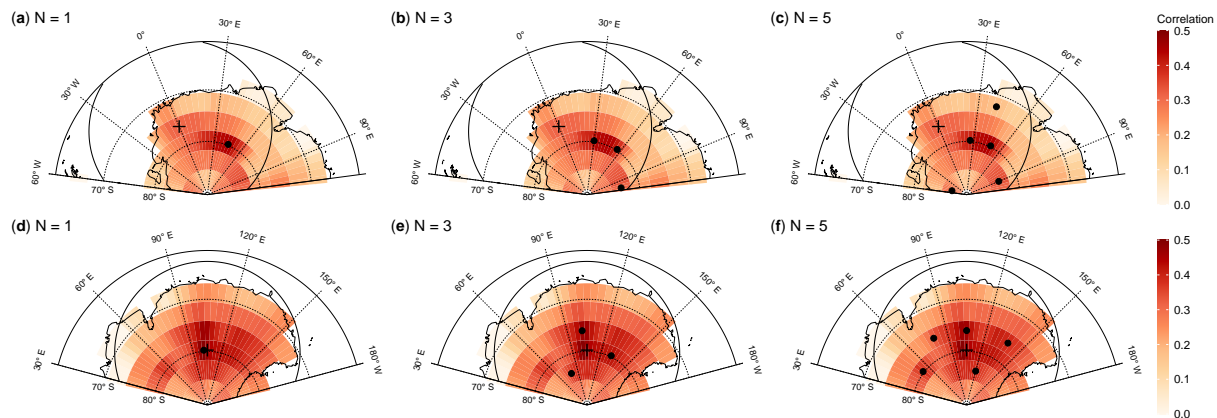 (a) N = 1
(b) N = 3
(c) N = 5
Correlation
0.5
0.4
0.3
0.2
0.1
0.0
60° W
30° W
0°
30° E
60° E
90° E
70° S
80° S
60° W
30° W
0°
30° E
60° E
90° E
70° S
80° S
60° W
30° W
0°
30° E
60° E
90° E
70° S
80° S
(d) N = 1
(e) N = 3
(f) N = 5
0.5
0.4
0.3
0.2
0.1
0.0
30° E
60° E
90° E
120° E
150° E
180° W
70° S
80° S
30° E
60° E
90° E
120° E
150° E
180° W
70° S
80° S
30° E
60° E
90° E
120° E
150° E
180° W
70° S
80° S